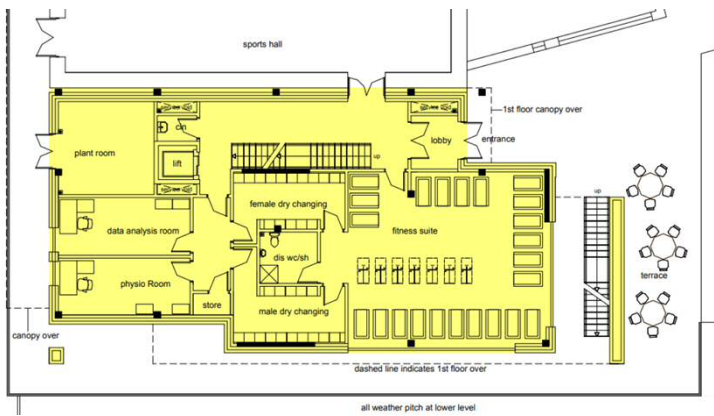 sports hall
1st floor canopy over
cln
lobby
entrance
plant room
lift
up
up
female dry changing
data analysis room
fitness suite
dis wc/sh
terrace
physio Room
store
male dry changing
canopy over
dashed line indicates 1st floor over
all weather pitch at lower level